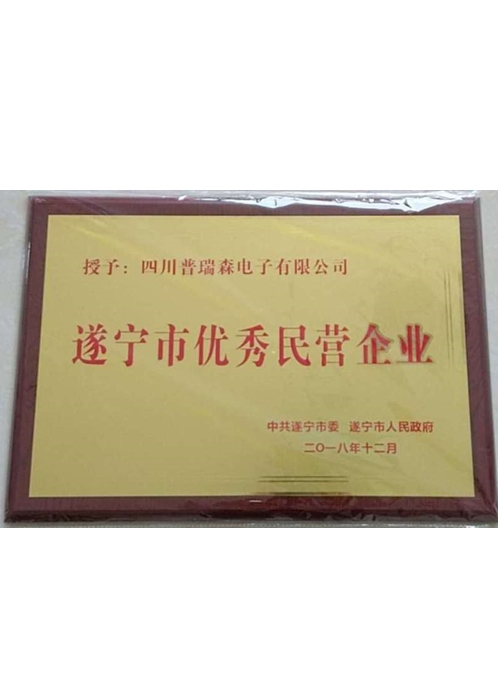 授予：四川普瑞森电子有限公司
遂宁市优秀民营企业
中共遂宁市委 遂宁市人民政府
二〇一八年十二月